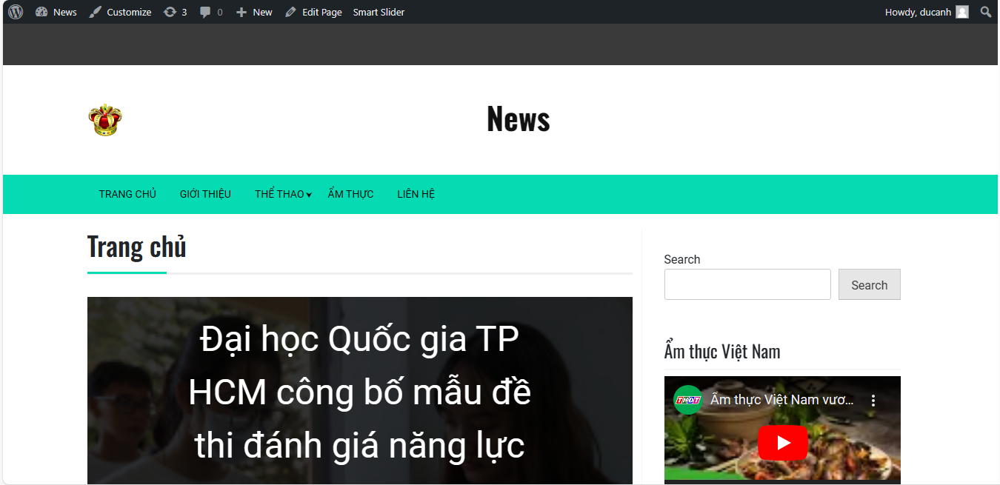 News Customize 3 0 New Edit Page Smart Slider Howdy, ducanh
News
TRANG CHỦ GIỚI THIỆU THỂ THAO ẨM THỰC LIÊN HỆ
Trang chủ
Đại học Quốc gia TP
HCM công bố mẫu đề
thi đánh giá năng lực
Search
Search
Ẩm thực Việt Nam
THĐT Ẩm thực Việt Nam vươ...